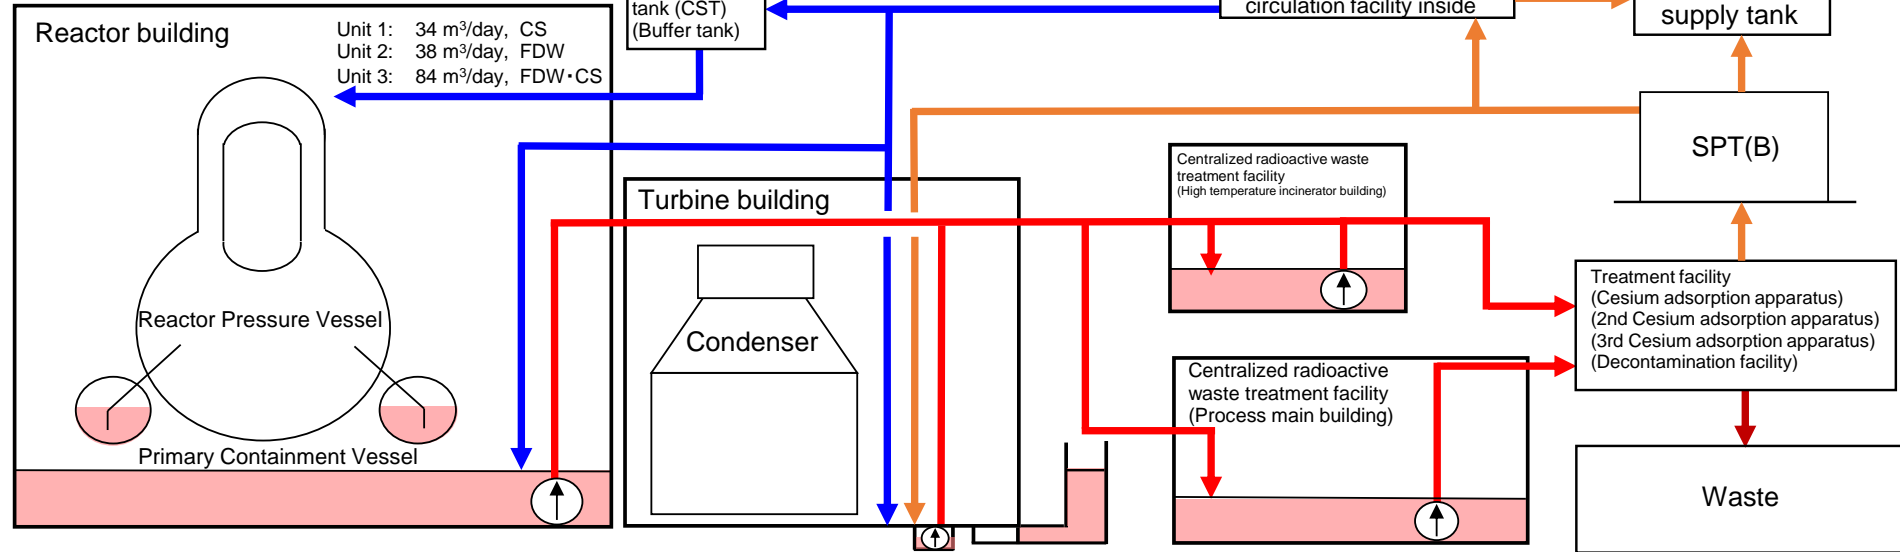 tank (CST)
(Buffer tank)
circulation facility inside
supply tank
Reactor building
Unit 1: 34 m³/day, CS
Unit 2: 38 m³/day, FDW
Unit 3: 84 m³/day, FDW・CS
Reactor Pressure Vessel
Primary Containment Vessel
Turbine building
Condenser
Centralized radioactive waste
treatment facility
(High temperature incinerator building)
Centralized radioactive
waste treatment facility
(Process main building)
SPT(B)
Treatment facility
(Cesium adsorption apparatus)
(2nd Cesium adsorption apparatus)
(3rd Cesium adsorption apparatus)
(Decontamination facility)
Waste